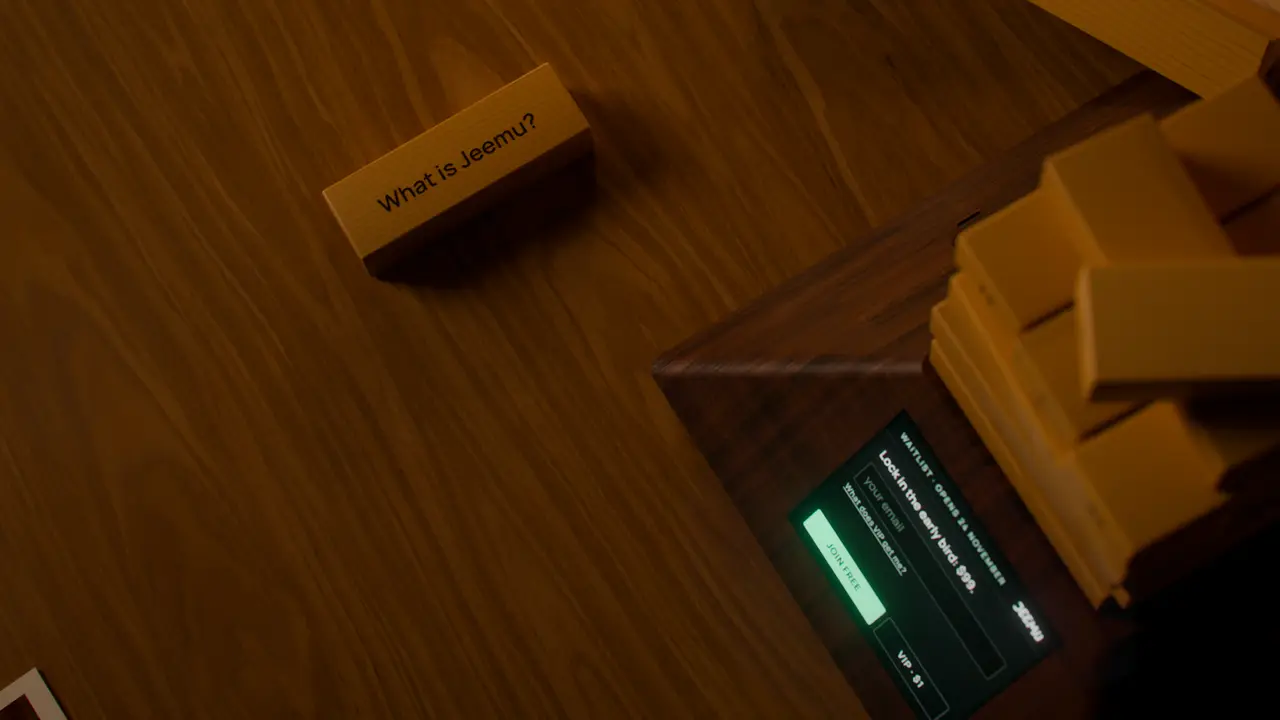 What is Jeemu?
WAITLIST · OPENS 24 NOVEMBER
JEEMU
Lock in the early bird: $99.
your email
What does VIP get me?
JOIN FREE
VIP · $1